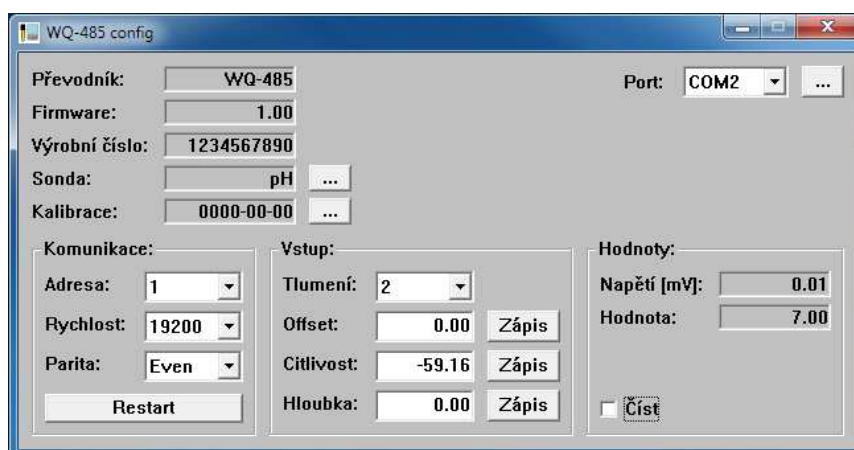 WQ-485 config
Převodník: WQ-485 Port: COM2 ...
Firmware: 1.00
Výrobní číslo: 1234567890
Sonda: pH ...
Kalibrace: 0000-00-00 ...
Komunikace:
Adresa: 1
Rychlost: 19200
Parita: Even
Restart
Vstup:
Tlumení: 2
Offset: 0.00 Zápis
Citlivost: -59.16 Zápis
Hloubka: 0.00 Zápis
Hodnoty:
Napětí [mV]: 0.01
Hodnota: 7.00
Číst